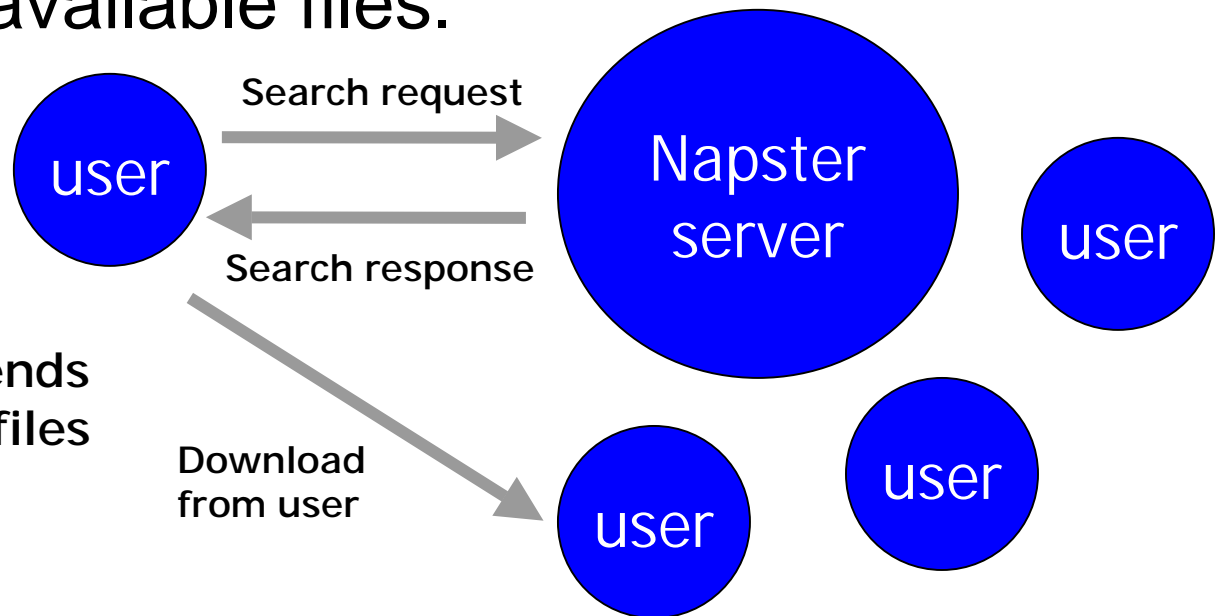 available files.
Search request
user
Napster
server
user
Search response
ends
files
Download
from user
user
user